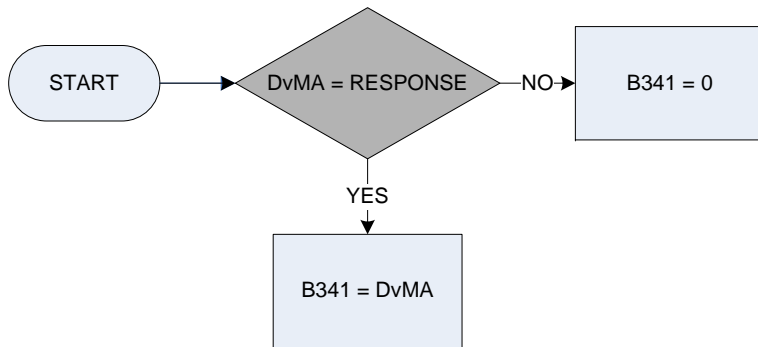 START
DvMA = RESPONSE
NO
B341 = 0
YES
B341 = DvMA